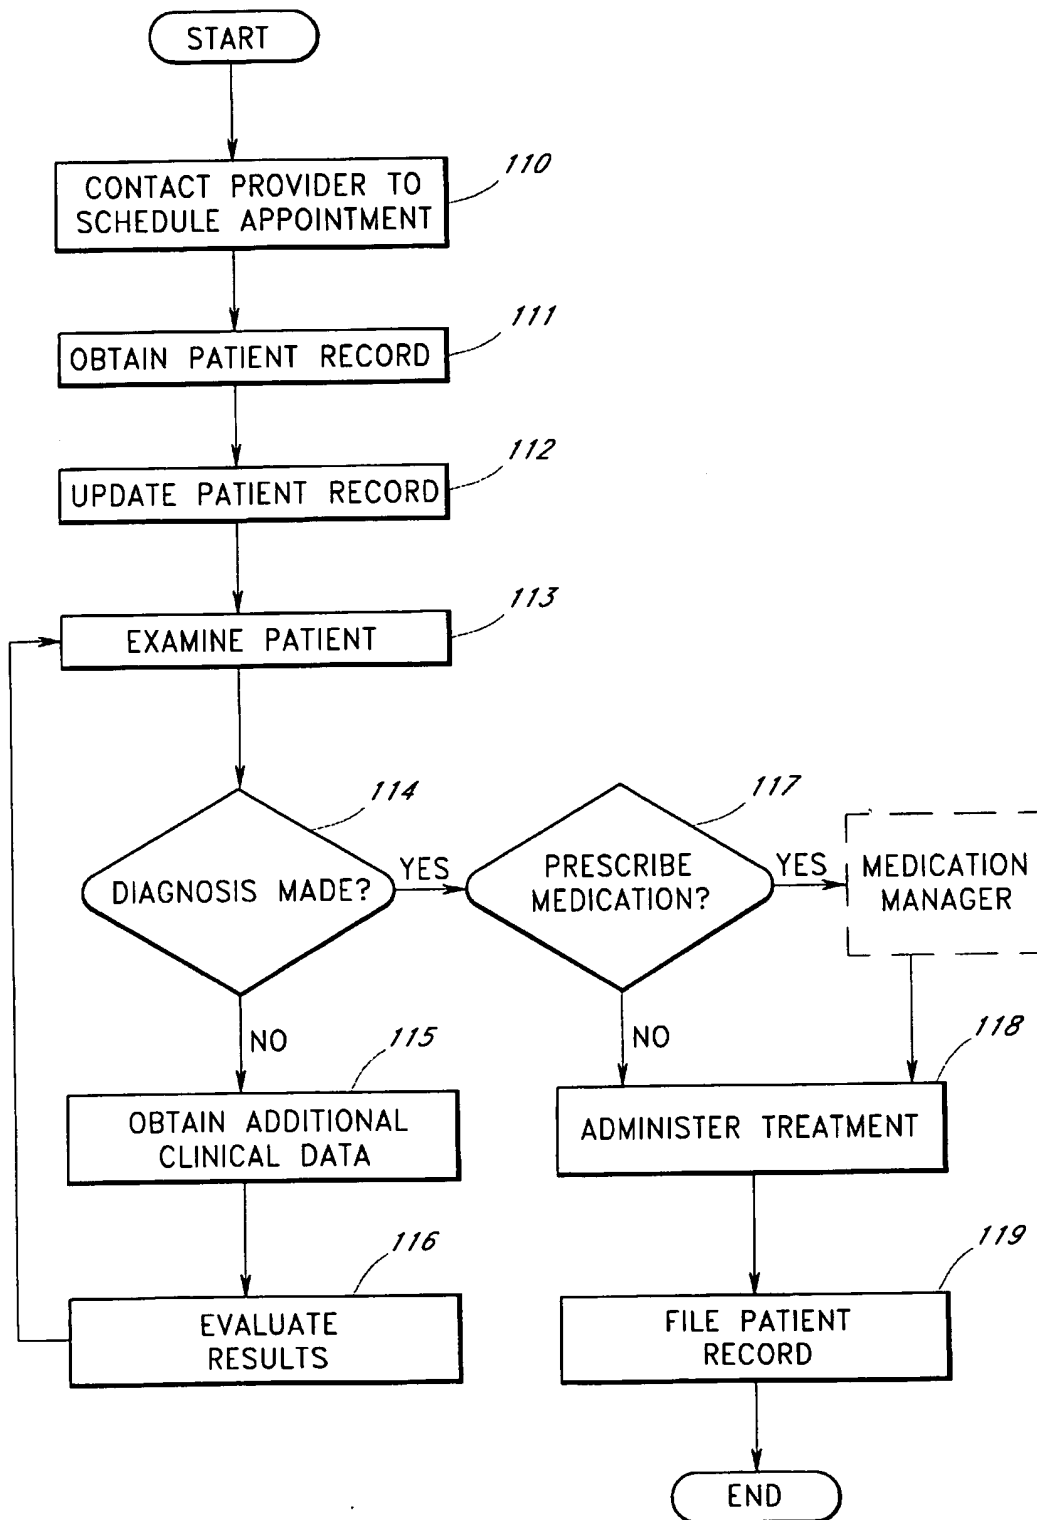 START
CONTACT PROVIDER TO
SCHEDULE APPOINTMENT
110
OBTAIN PATIENT RECORD
111
UPDATE PATIENT RECORD
112
EXAMINE PATIENT
113
DIAGNOSIS MADE?
114
YES
PRESCRIBE
MEDICATION?
117
YES
MEDICATION
MANAGER
NO
OBTAIN ADDITIONAL
CLINICAL DATA
115
NO
ADMINISTER TREATMENT
118
EVALUATE
RESULTS
116
FILE PATIENT
RECORD
119
END